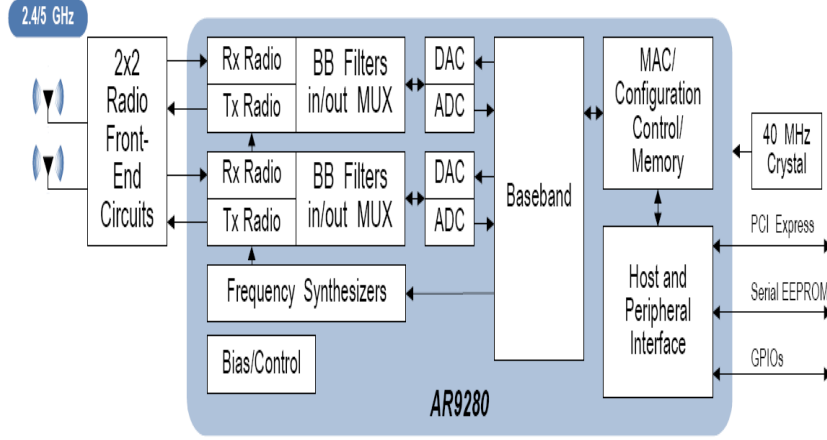 2.4/5 GHz
2x2
Radio
Front-
End
Circuits
Rx Radio
Tx Radio
BB Filters
in/out MUX
DAC
ADC
Rx Radio
Tx Radio
BB Filters
in/out MUX
DAC
ADC
Frequency Synthesizers
Bias/Control
Baseband
MAC/
Configuration
Control/
Memory
Host and
Peripheral
Interface
40 MHz
Crystal
PCI Express
Serial EEPROM
GPIOs
AR9280